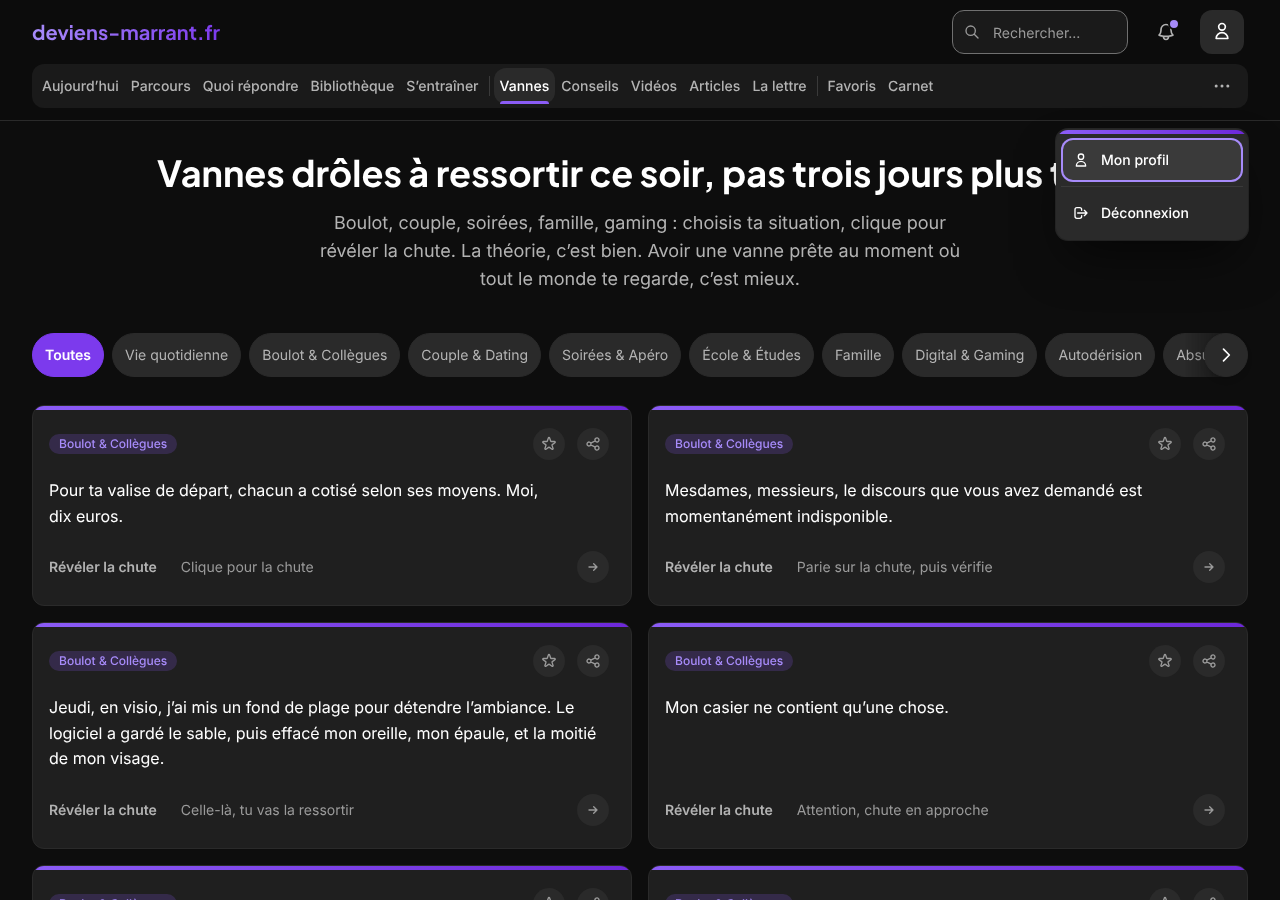 deviens-marrant.fr
Rechercher...
Aujourd’hui Parcours Quoi répondre Bibliothèque S’entraîner Vannes Conseils Vidéos Articles La lettre Favoris Carnet
Mon profil
Déconnexion
Vannes drôles à ressortir ce soir, pas trois jours plus
Boulot, couple, soirées, famille, gaming : choisis ta situation, clique pour
révéler la chute. La théorie, c’est bien. Avoir une vanne prête au moment où
tout le monde te regarde, c’est mieux.
Toutes Vie quotidienne Boulot & Collègues Couple & Dating Soirées & Apéro École & Études Famille Digital & Gaming Autodérision
Boulot & Collègues
Pour ta valise de départ, chacun a cotisé selon ses moyens. Moi,
dix euros.
Révéler la chute Clique pour la chute
Boulot & Collègues
Mesdames, messieurs, le discours que vous avez demandé est
momentanément indisponible.
Révéler la chute Parie sur la chute, puis vérifie
Boulot & Collègues
Jeudi, en visio, j’ai mis un fond de plage pour détendre l’ambiance. Le
logiciel a gardé le sable, puis effacé mon oreille, mon épaule, et la moitié
de mon visage.
Révéler la chute Celle-là, tu vas la ressortir
Boulot & Collègues
Mon casier ne contient qu’une chose.
Révéler la chute Attention, chute en approche